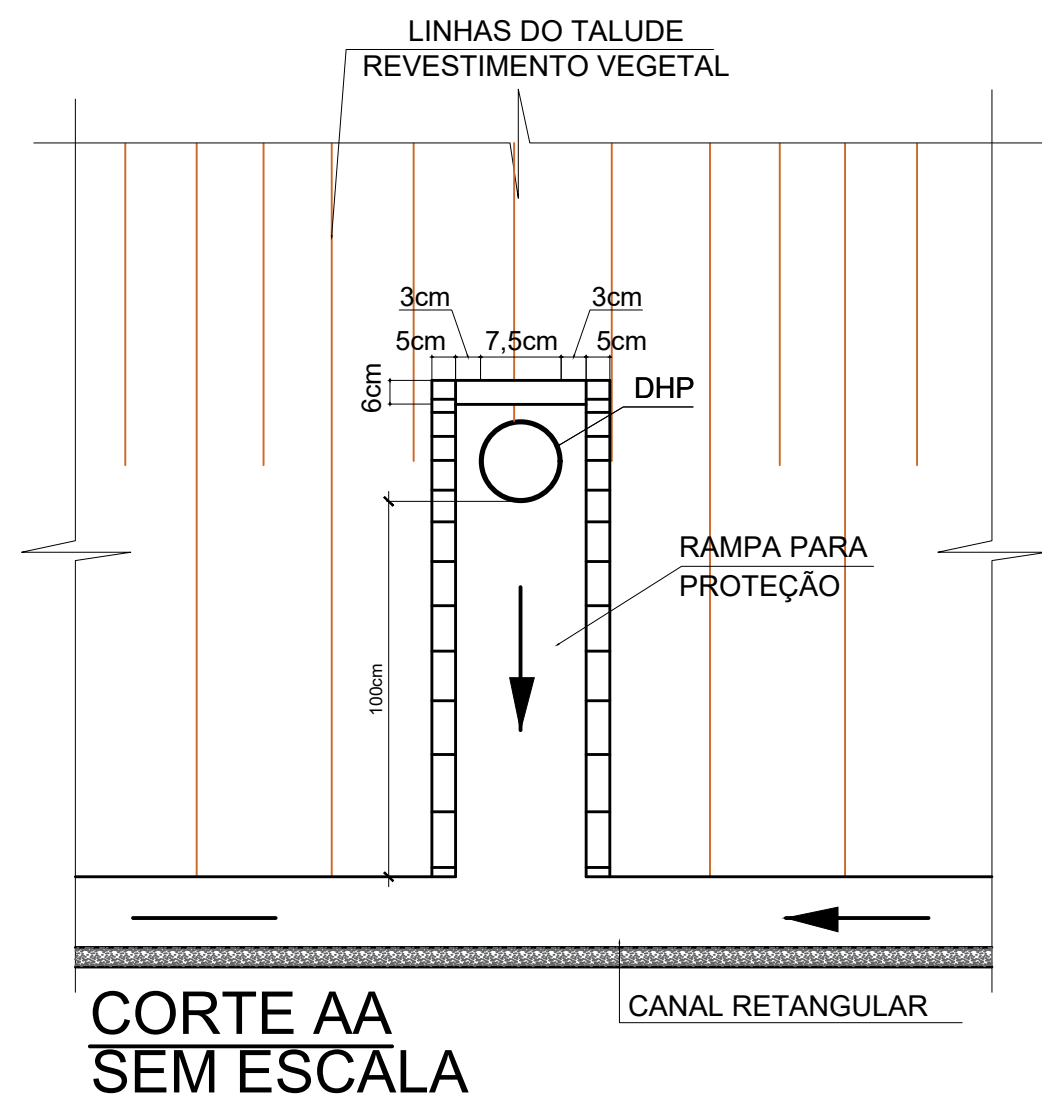 LINHAS DO TALUDE
REVESTIMENTO VEGETAL
3cm 3cm
5cm 7,5cm 5cm
6cm
DHP
RAMPA PARA
PROTEÇÃO
100cm
CANAL RETANGULAR
CORTE AA
SEM ESCALA